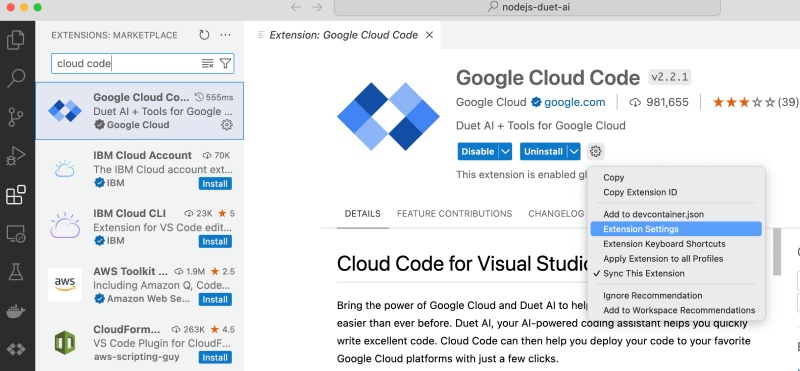 nodejs-duet-ai
EXTENSIONS: MARKETPLACE
cloud code
Google Cloud Co... 555ms
Duet AI + Tools for Google ...
Google Cloud
IBM Cloud Account 70K
The IBM Cloud account ext...
IBM Install
IBM Cloud CLI 23K ★ 5
Extension for VS Code edit...
IBM Install
aws
AWS Toolkit ... 1.9M ★ 2.5
Including Amazon Q, Code...
Amazon Web Se... Install
CloudForm... 263K ★ 4.5
VS Code Plugin for CloudF...
aws-scripting-guy Install
Extension: Google Cloud Code
Google Cloud Code v2.2.1
Google Cloud google.com 981,655 (39)
Duet AI + Tools for Google Cloud
Disable Uninstall
This extension is enabled gl
Copy
Copy Extension ID
Add to devcontainer.json
Extension Settings
Extension Keyboard Shortcuts
Apply Extension to all Profiles
✓ Sync This Extension
Ignore Recommendation
Add to Workspace Recommendations
DETAILS FEATURE CONTRIBUTIONS CHANGELOG
Cloud Code for Visual Studio
Bring the power of Google Cloud and Duet AI to help
easier than ever before. Duet AI, your AI-powered coding assistant helps you quickly
write excellent code. Cloud Code can then help you deploy your code to your favorite
Google Cloud platforms with just a few clicks.